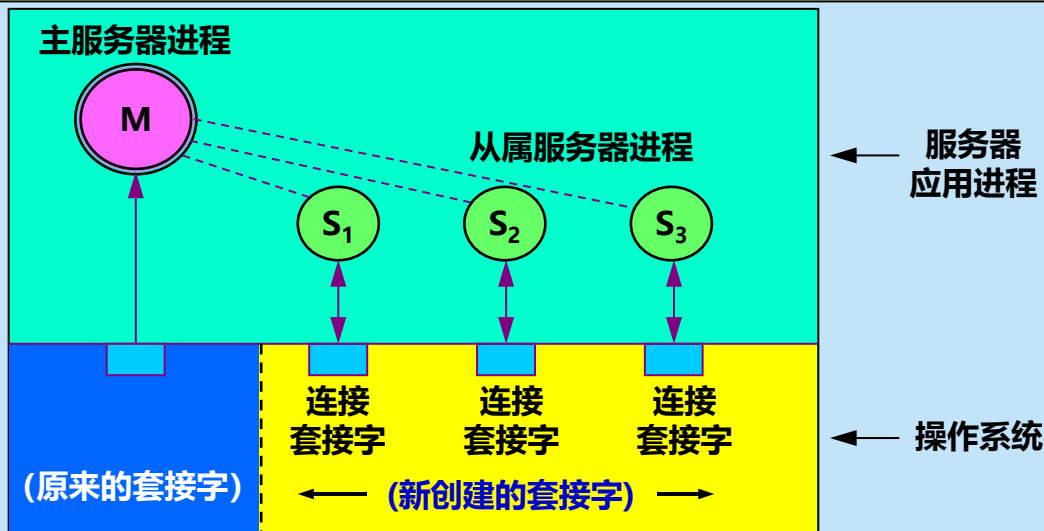 主服务器进程
M
从属服务器进程
服务器
应用进程
S₁
S₂
S₃
连接
套接字
连接
套接字
连接
套接字
操作系统
(原来的套接字)
(新创建的套接字)